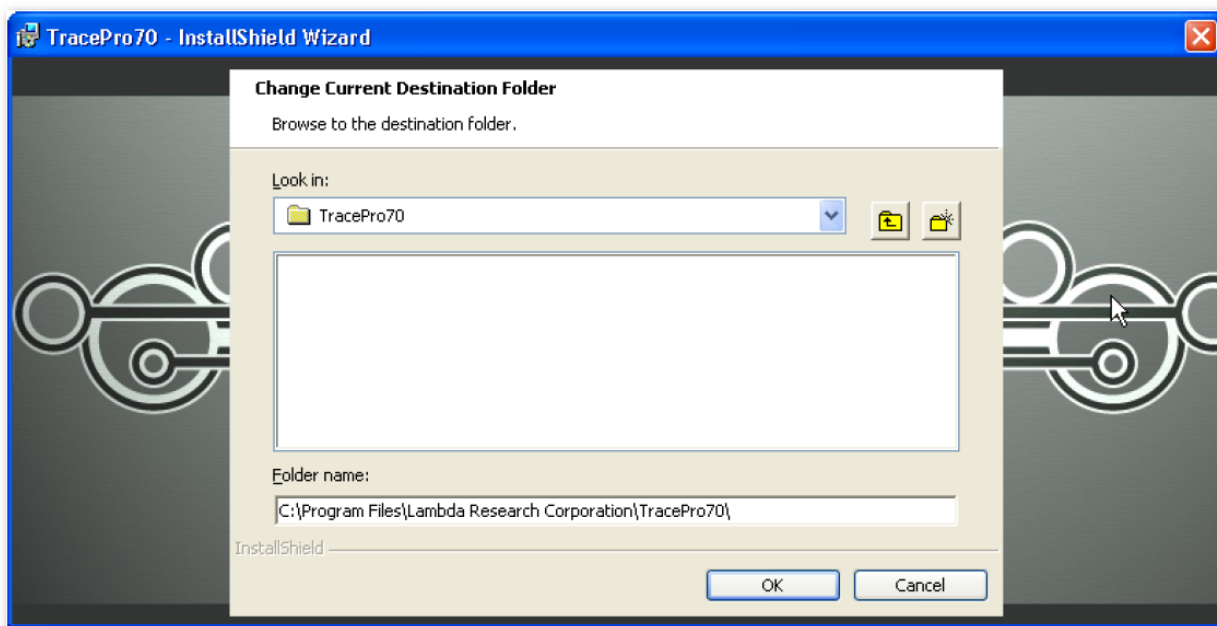 TracePro70 - InstallShield Wizard
Change Current Destination Folder
Browse to the destination folder.
Look in:
TracePro70
Folder name:
C:\Program Files\Lambda Research Corporation\TracePro70\
InstallShield
OK Cancel